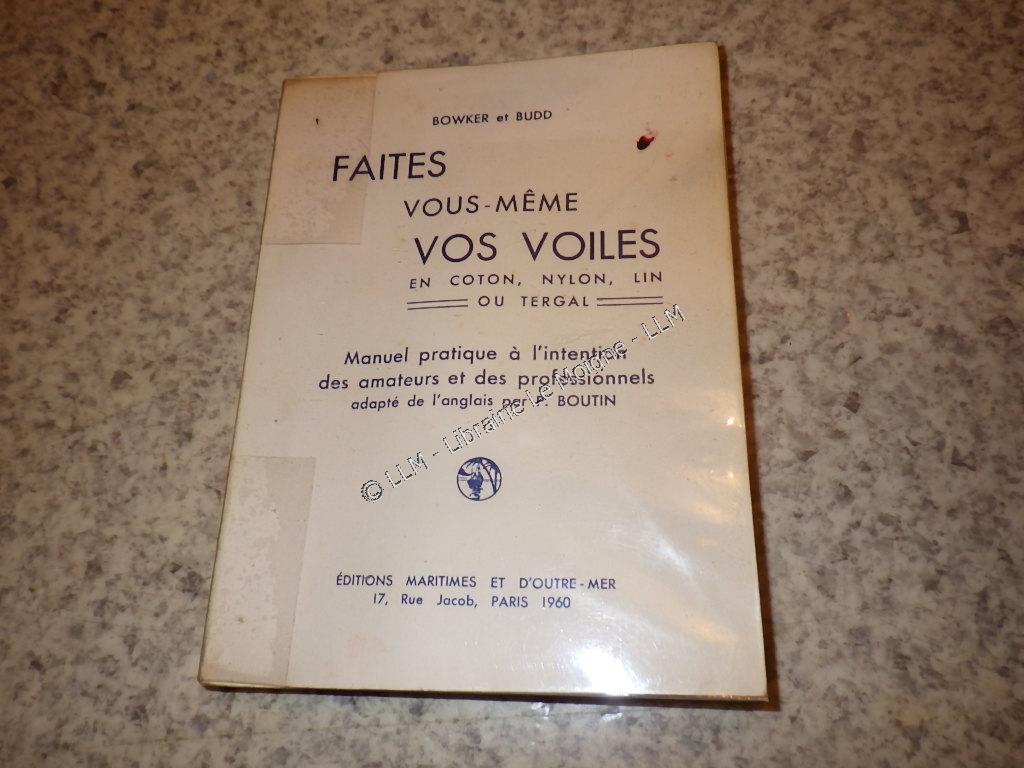 BOWKER et BUDD
FAITES
VOUS-MÊME
VOS VOILES
EN COTON, NYLON, LIN
OU TERGAL
Manuel pratique à l'intention
des amateurs et des professionnels
adapté de l'anglais par A. BOUTIN
© LLM - Librairie Le Moigne - LLM
ÉDITIONS MARITIMES ET D'OUTRE-MER
17, Rue Jacob, PARIS 1960